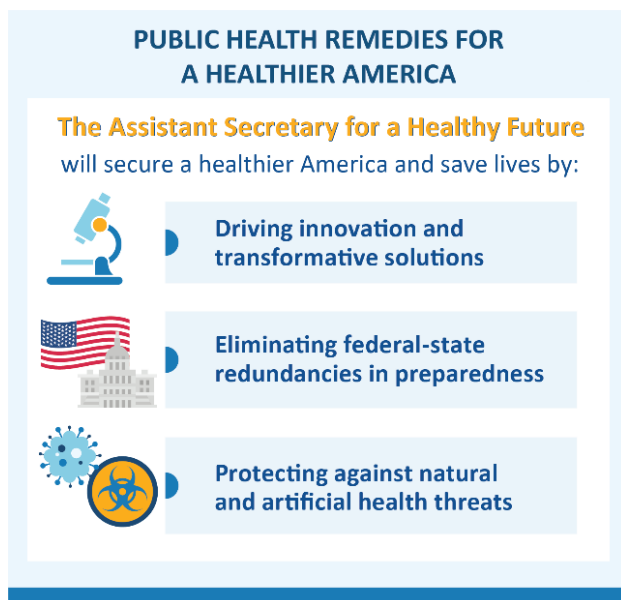 PUBLIC HEALTH REMEDIES FOR
A HEALTHIER AMERICA
The Assistant Secretary for a Healthy Future
will secure a healthier America and save lives by:
Driving innovation and
transformative solutions
Eliminating federal-state
redundancies in preparedness
Protecting against natural
and artificial health threats